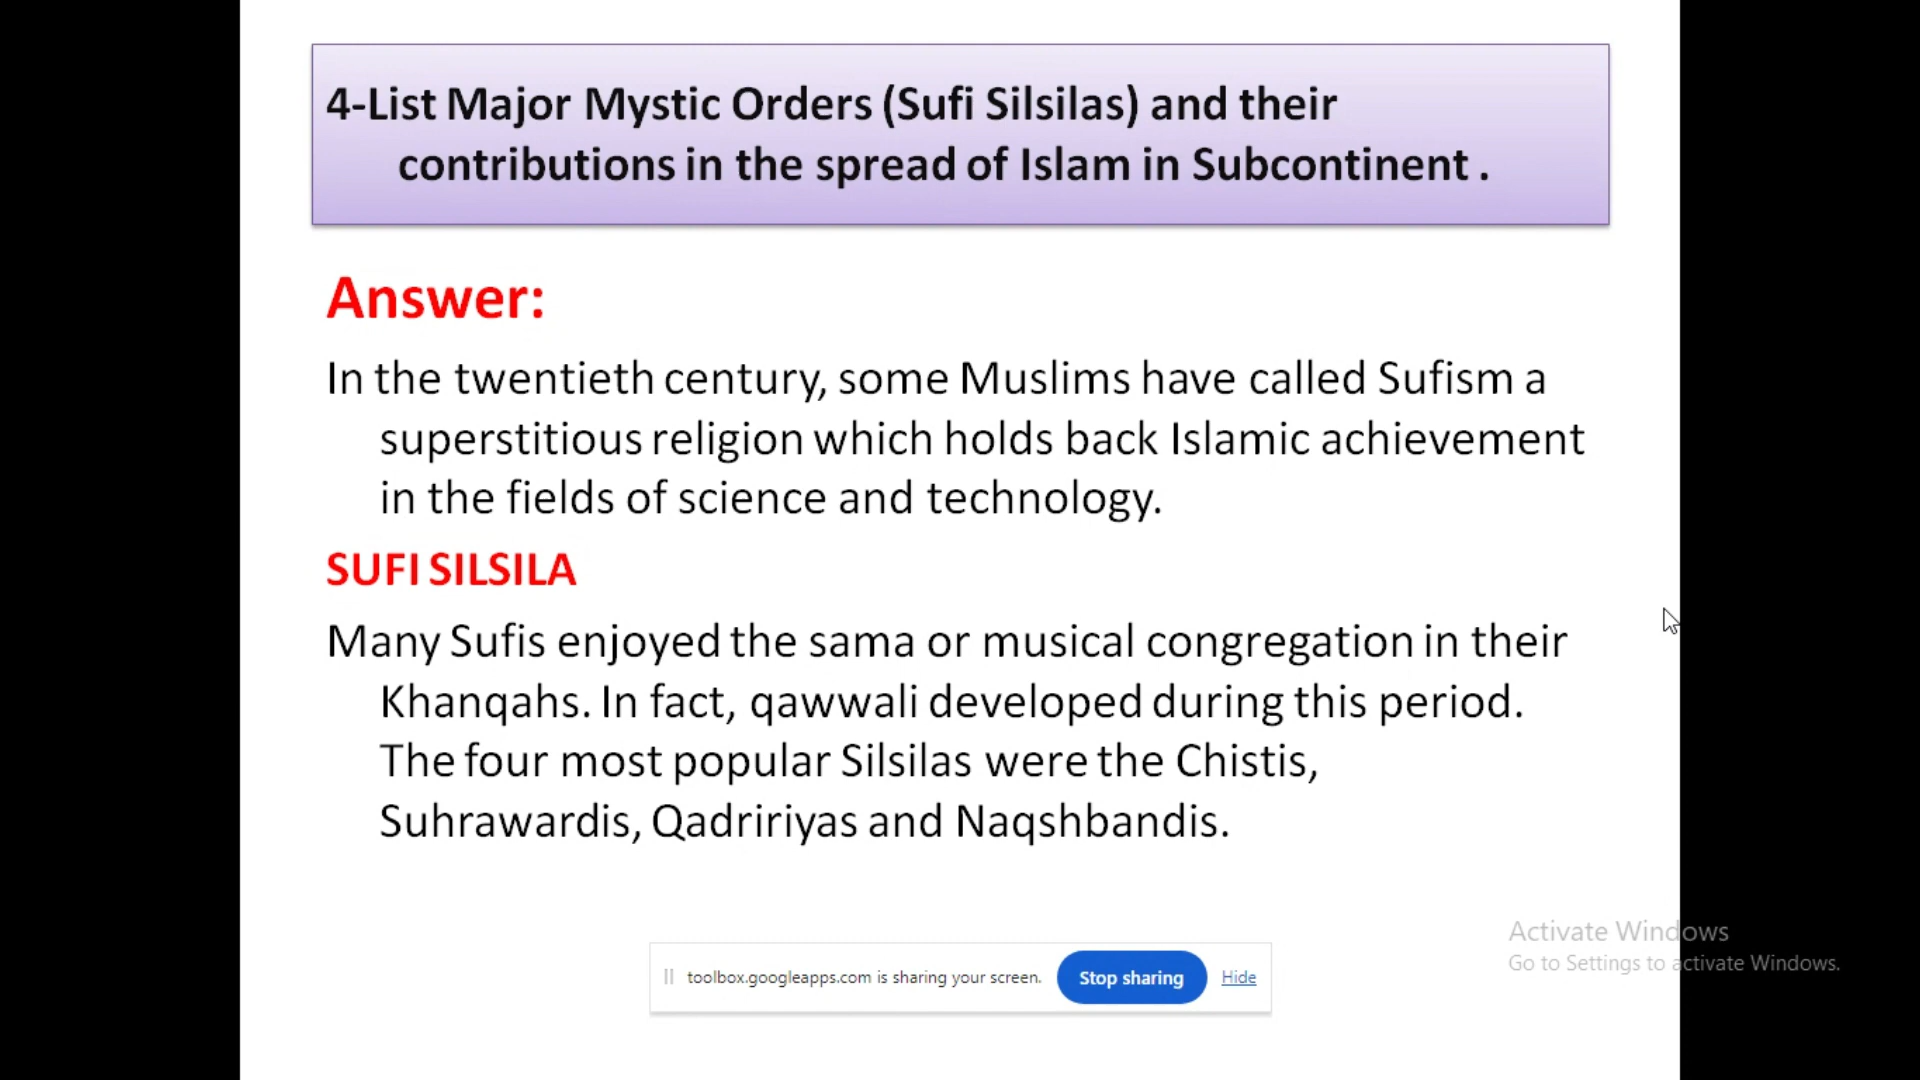 4-List Major Mystic Orders (Sufi Silsilas) and their
contributions in the spread of Islam in Subcontinent .
Answer:
In the twentieth century, some Muslims have called Sufism a
superstitious religion which holds back Islamic achievement
in the fields of science and technology.
SUFI SILSILA
Many Sufis enjoyed the sama or musical congregation in their
Khanqahs. In fact, qawwali developed during this period.
The four most popular Silsilas were the Chistis,
Suhrawardis, Qadririyas and Naqshbandis.
Activate Windows
Go to Settings to activate Windows.
toolbox.googleapps.com is sharing your screen. Stop sharing Hide